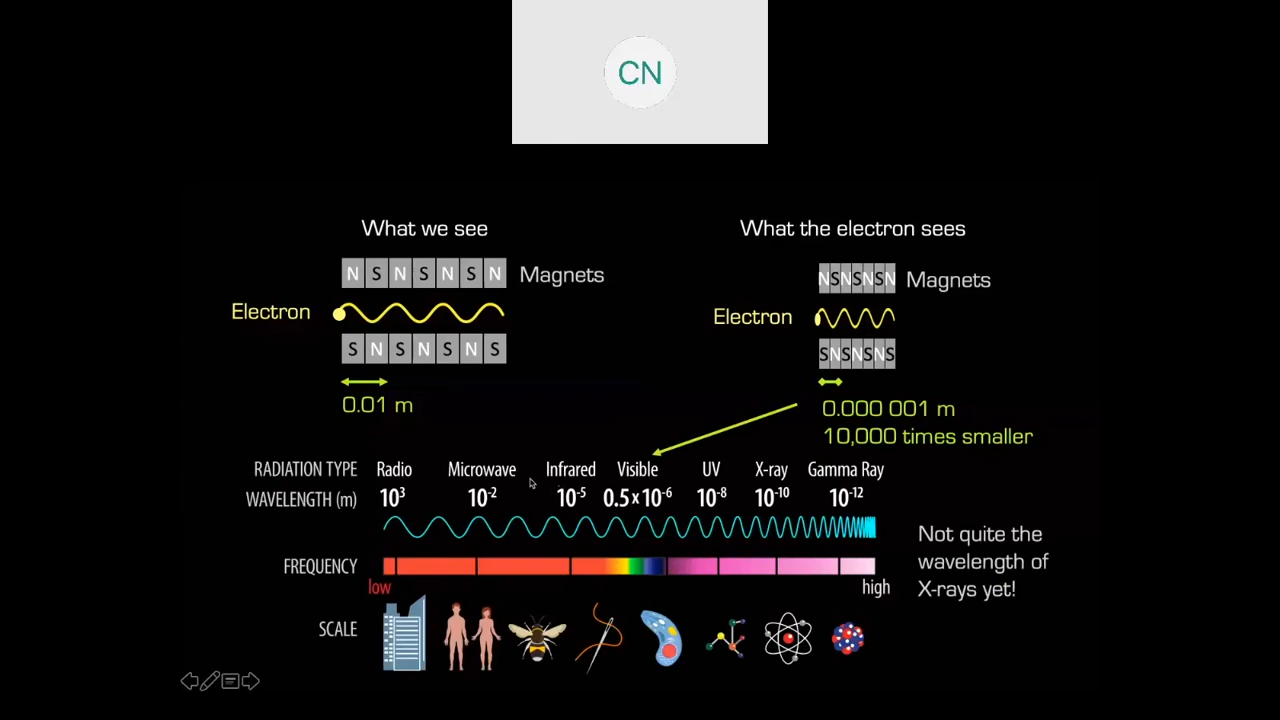 CN
What we see
What the electron sees
N S N S N S N
Magnets
Electron
S N S N S N S
0.01 m
NSNSNSN
Magnets
Electron
SNSNSNS
0.000 001 m
10,000 times smaller
RADIATION TYPE Radio Microwave Infrared Visible UV X-ray Gamma Ray
WAVELENGTH (m) 10³ 10⁻² 10⁻⁵ 0.5 x 10⁻⁶ 10⁻⁸ 10⁻¹⁰ 10⁻¹²
FREQUENCY
low
high
SCALE
Not quite the
wavelength of
X-rays yet!